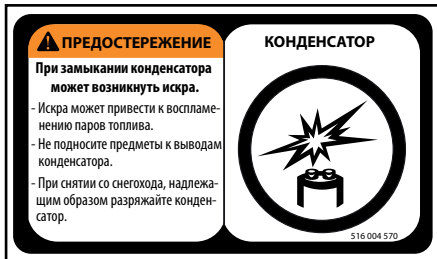 ПРЕДОСТЕРЕЖЕНИЕ
При замыкании конденсатора
может возникнуть искра.
- Искра может привести к воспламе-
нению паров топлива.
- Не подносите предметы к выводам
конденсатора.
- При снятии со снегохода, надлежа-
щим образом разряжайте конден-
сатор.
КОНДЕНСАТОР
516 004 570